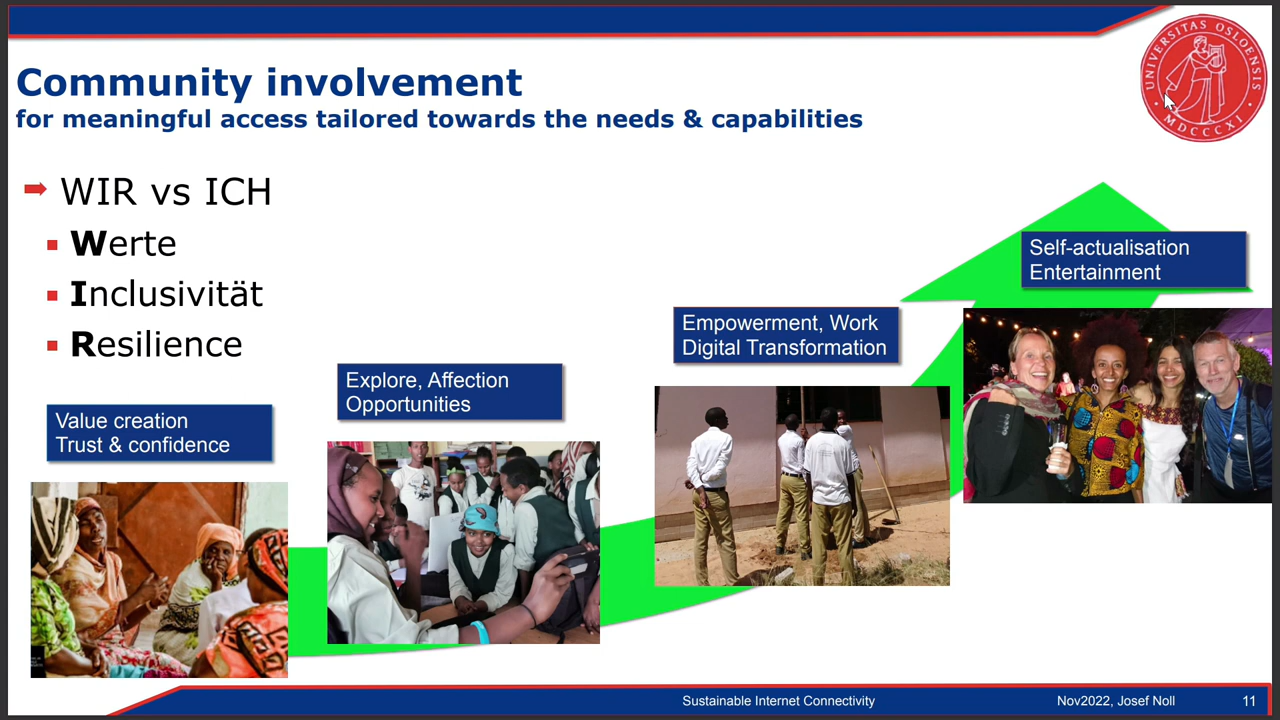 Community involvement
for meaningful access tailored towards the needs & capabilities
UNIVERSITAS OSLOENSIS
MDCCCXI
WIR vs ICH
Werte
Inclusivität
Resilience
Value creation
Trust & confidence
Explore, Affection
Opportunities
Empowerment, Work
Digital Transformation
Self-actualisation
Entertainment
Sustainable Internet Connectivity
Nov2022, Josef Noll
11